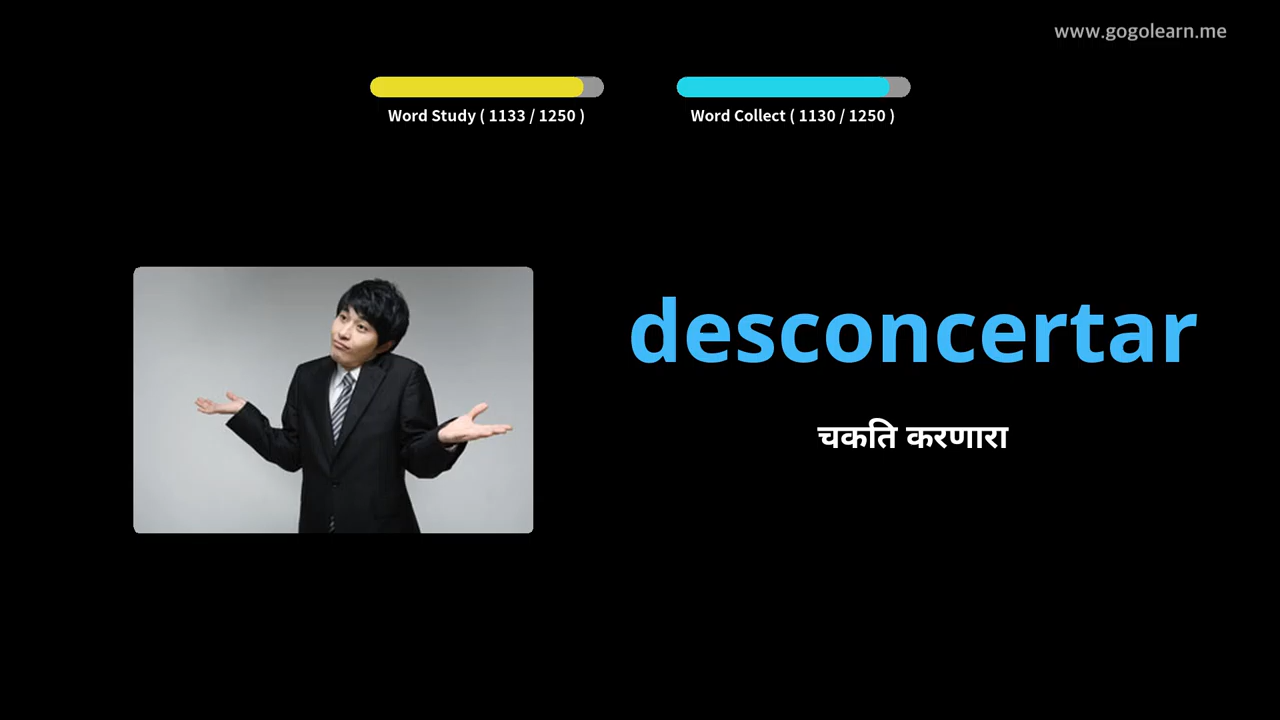 www.gogolearn.me
Word Study ( 1133 / 1250 )
Word Collect ( 1130 / 1250 )
desconcertar
चकति करणारा